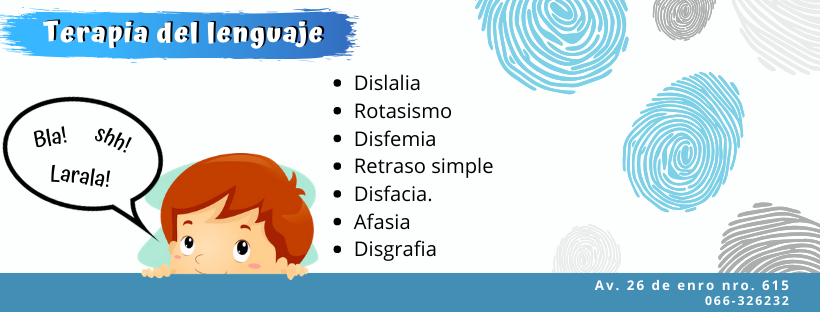 Terapia del lenguaje
Bla! shh!
Larala!
Dislalia
Rotasismo
Disfemia
Retraso simple
Disfacia.
Afasia
Disgrafia
Av. 26 de enro nro. 615
066-326232